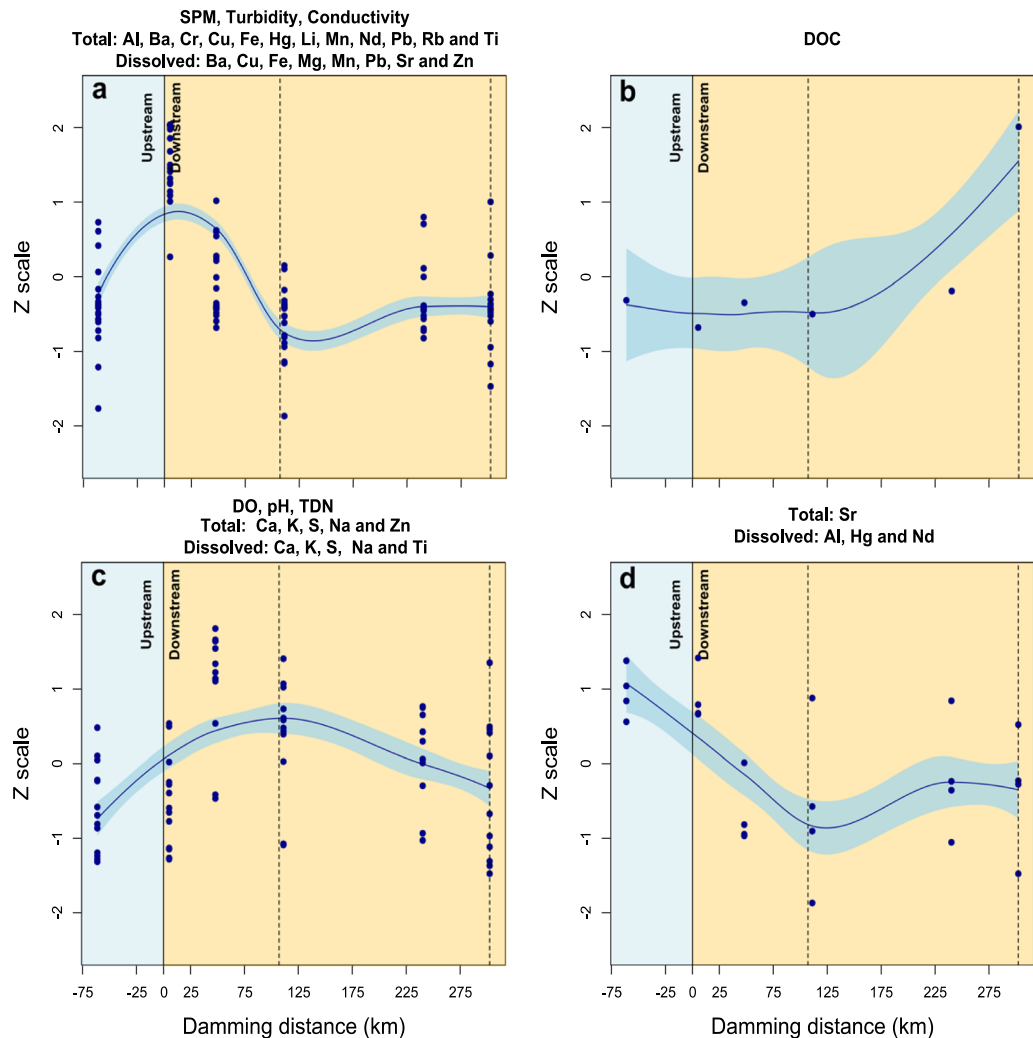 SPM, Turbidity, Conductivity
Total: Al, Ba, Cr, Cu, Fe, Hg, Li, Mn, Nd, Pb, Rb and Ti
Dissolved: Ba, Cu, Fe, Mg, Mn, Pb, Sr and Zn
a
Upstream
Downstream
Z scale
2
1
0
-1
-2
DOC
b
Upstream
Downstream
Z scale
2
1
0
-1
-2
DO, pH, TDN
Total: Ca, K, S, Na and Zn
Dissolved: Ca, K, S, Na and Ti
c
Upstream
Downstream
Z scale
2
1
0
-1
-2
-75 25 0 25 75 125 175 225 275
Damming distance (km)
Total: Sr
Dissolved: Al, Hg and Nd
d
Upstream
Downstream
Z scale
2
1
0
-1
-2
-75 25 0 25 75 125 175 225 275
Damming distance (km)